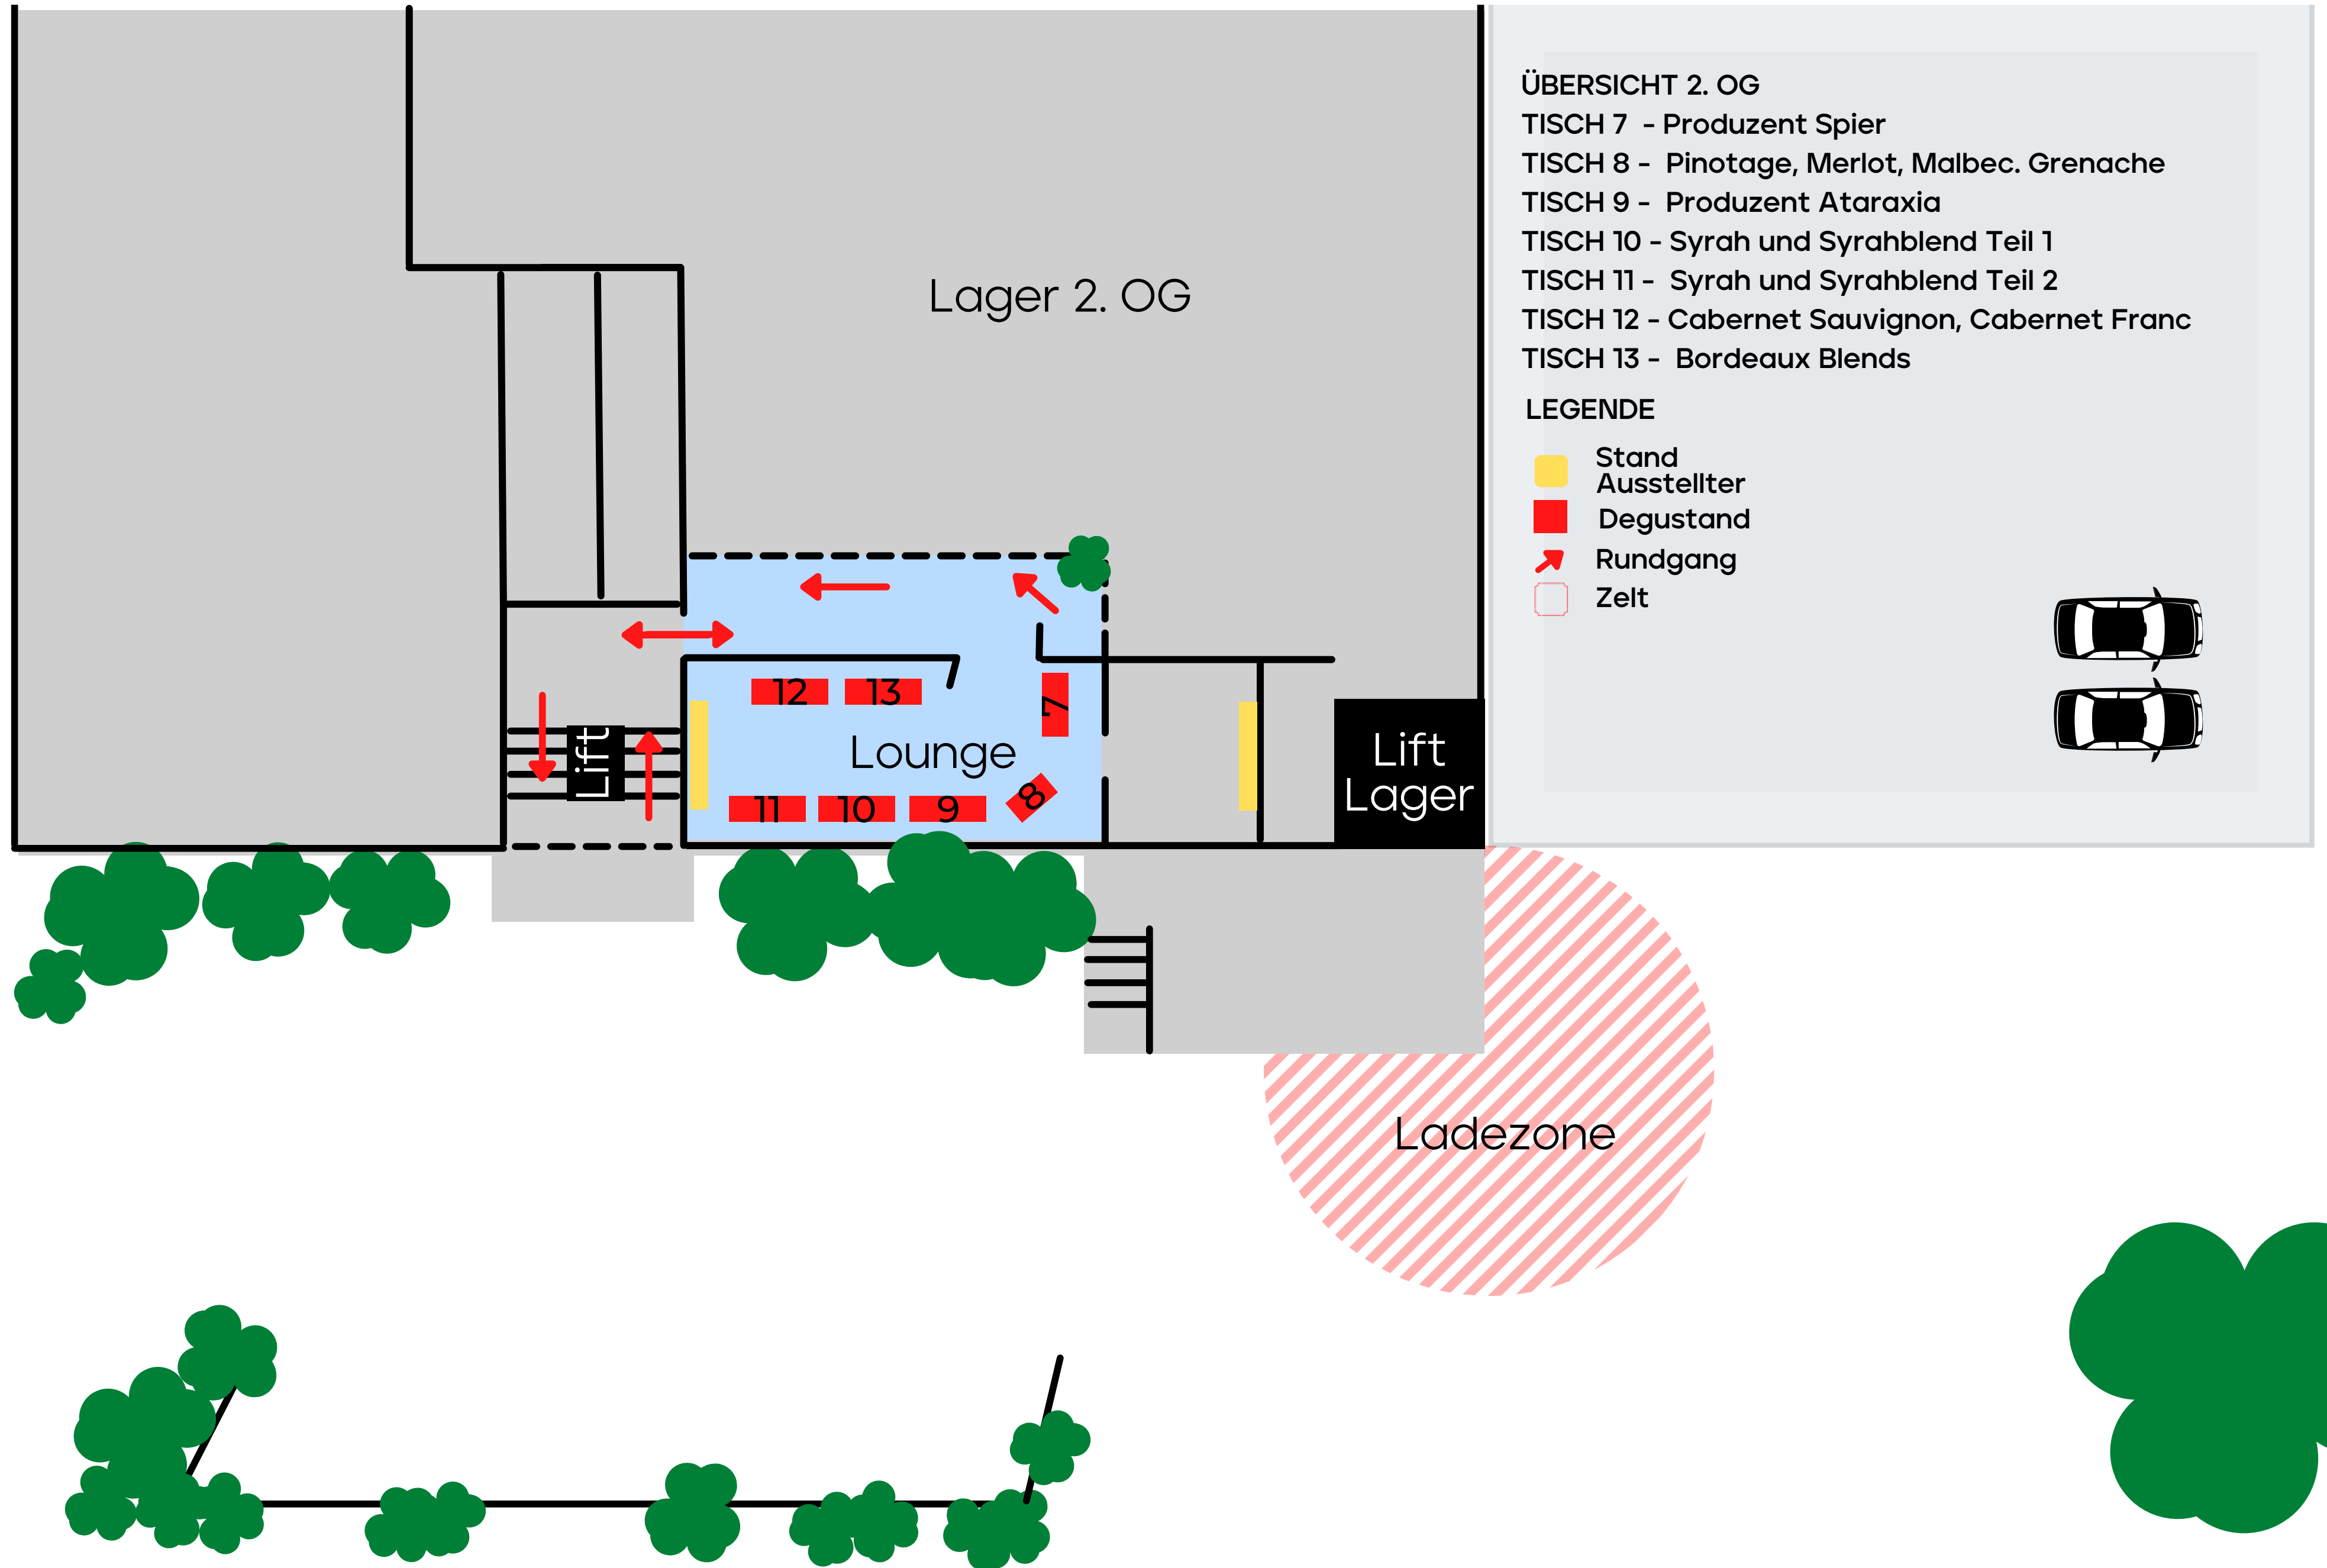 ÜBERSICHT 2. OG
TISCH 7 - Produzent Spier
TISCH 8 - Pinotage, Merlot, Malbec. Grenache
TISCH 9 - Produzent Ataraxia
TISCH 10 - Syrah und Syrahblend Teil 1
TISCH 11 - Syrah und Syrahblend Teil 2
TISCH 12 - Cabernet Sauvignon, Cabernet Franc
TISCH 13 - Bordeaux Blends
LEGENDE
Stand
Ausstellter
Degustand
Rundgang
Zelt
Lager 2. OG
12
13
7
Lounge
Lift
11
10
9
8
Lift
Lager
Ladezone